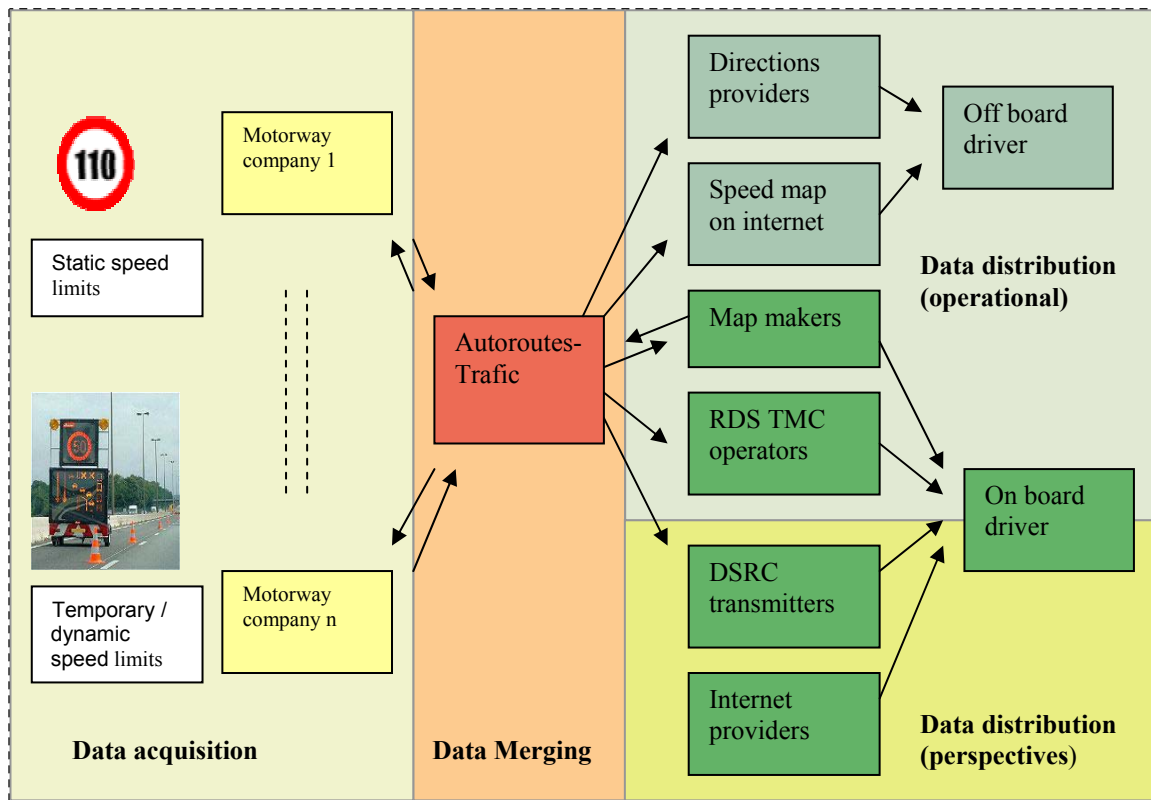 110
Static speed
limits
50
Temporary /
dynamic
speed limits
Motorway
company 1
Motorway
company n
Data acquisition
Autoroutes-
Trafic
Data Merging
Directions
providers
Speed map
on internet
Map makers
RDS TMC
operators
DSRC
transmitters
Internet
providers
Off board
driver
Data distribution
(operational)
On board
driver
Data distribution
(perspectives)